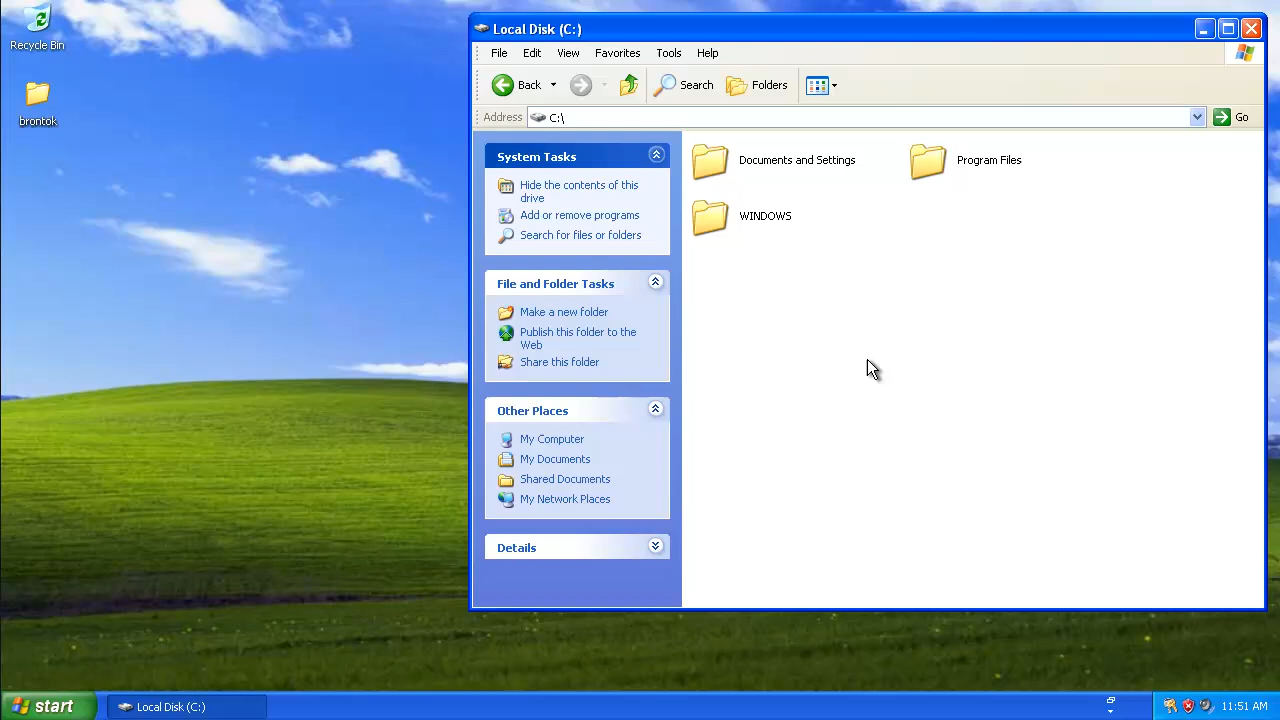 Recycle Bin
brontok
Local Disk (C:)
File Edit View Favorites Tools Help
Back Search Folders
Address C:\ Go
System Tasks
Hide the contents of this
drive
Add or remove programs
Search for files or folders
File and Folder Tasks
Make a new folder
Publish this folder to the
Web
Share this folder
Other Places
My Computer
My Documents
Shared Documents
My Network Places
Details
Documents and Settings Program Files
WINDOWS
start Local Disk (C:) 11:51 AM